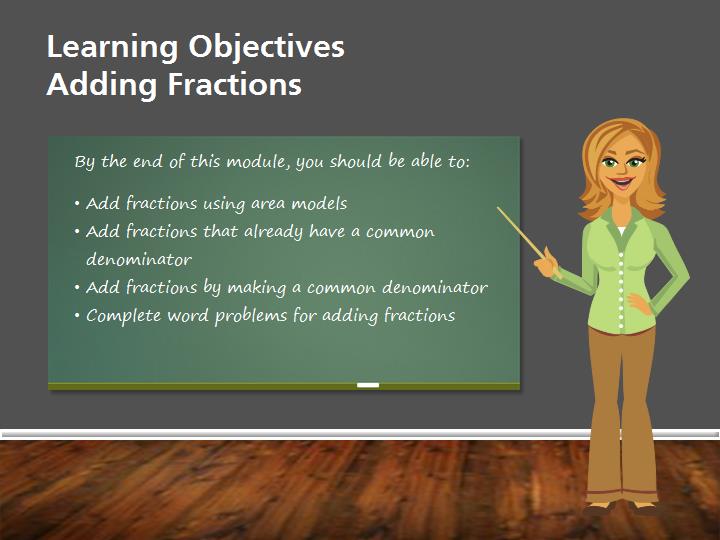 Learning Objectives
Adding Fractions
By the end of this module, you should be able to:
• Add fractions using area models
• Add fractions that already have a common
denominator
• Add fractions by making a common denominator
• Complete word problems for adding fractions